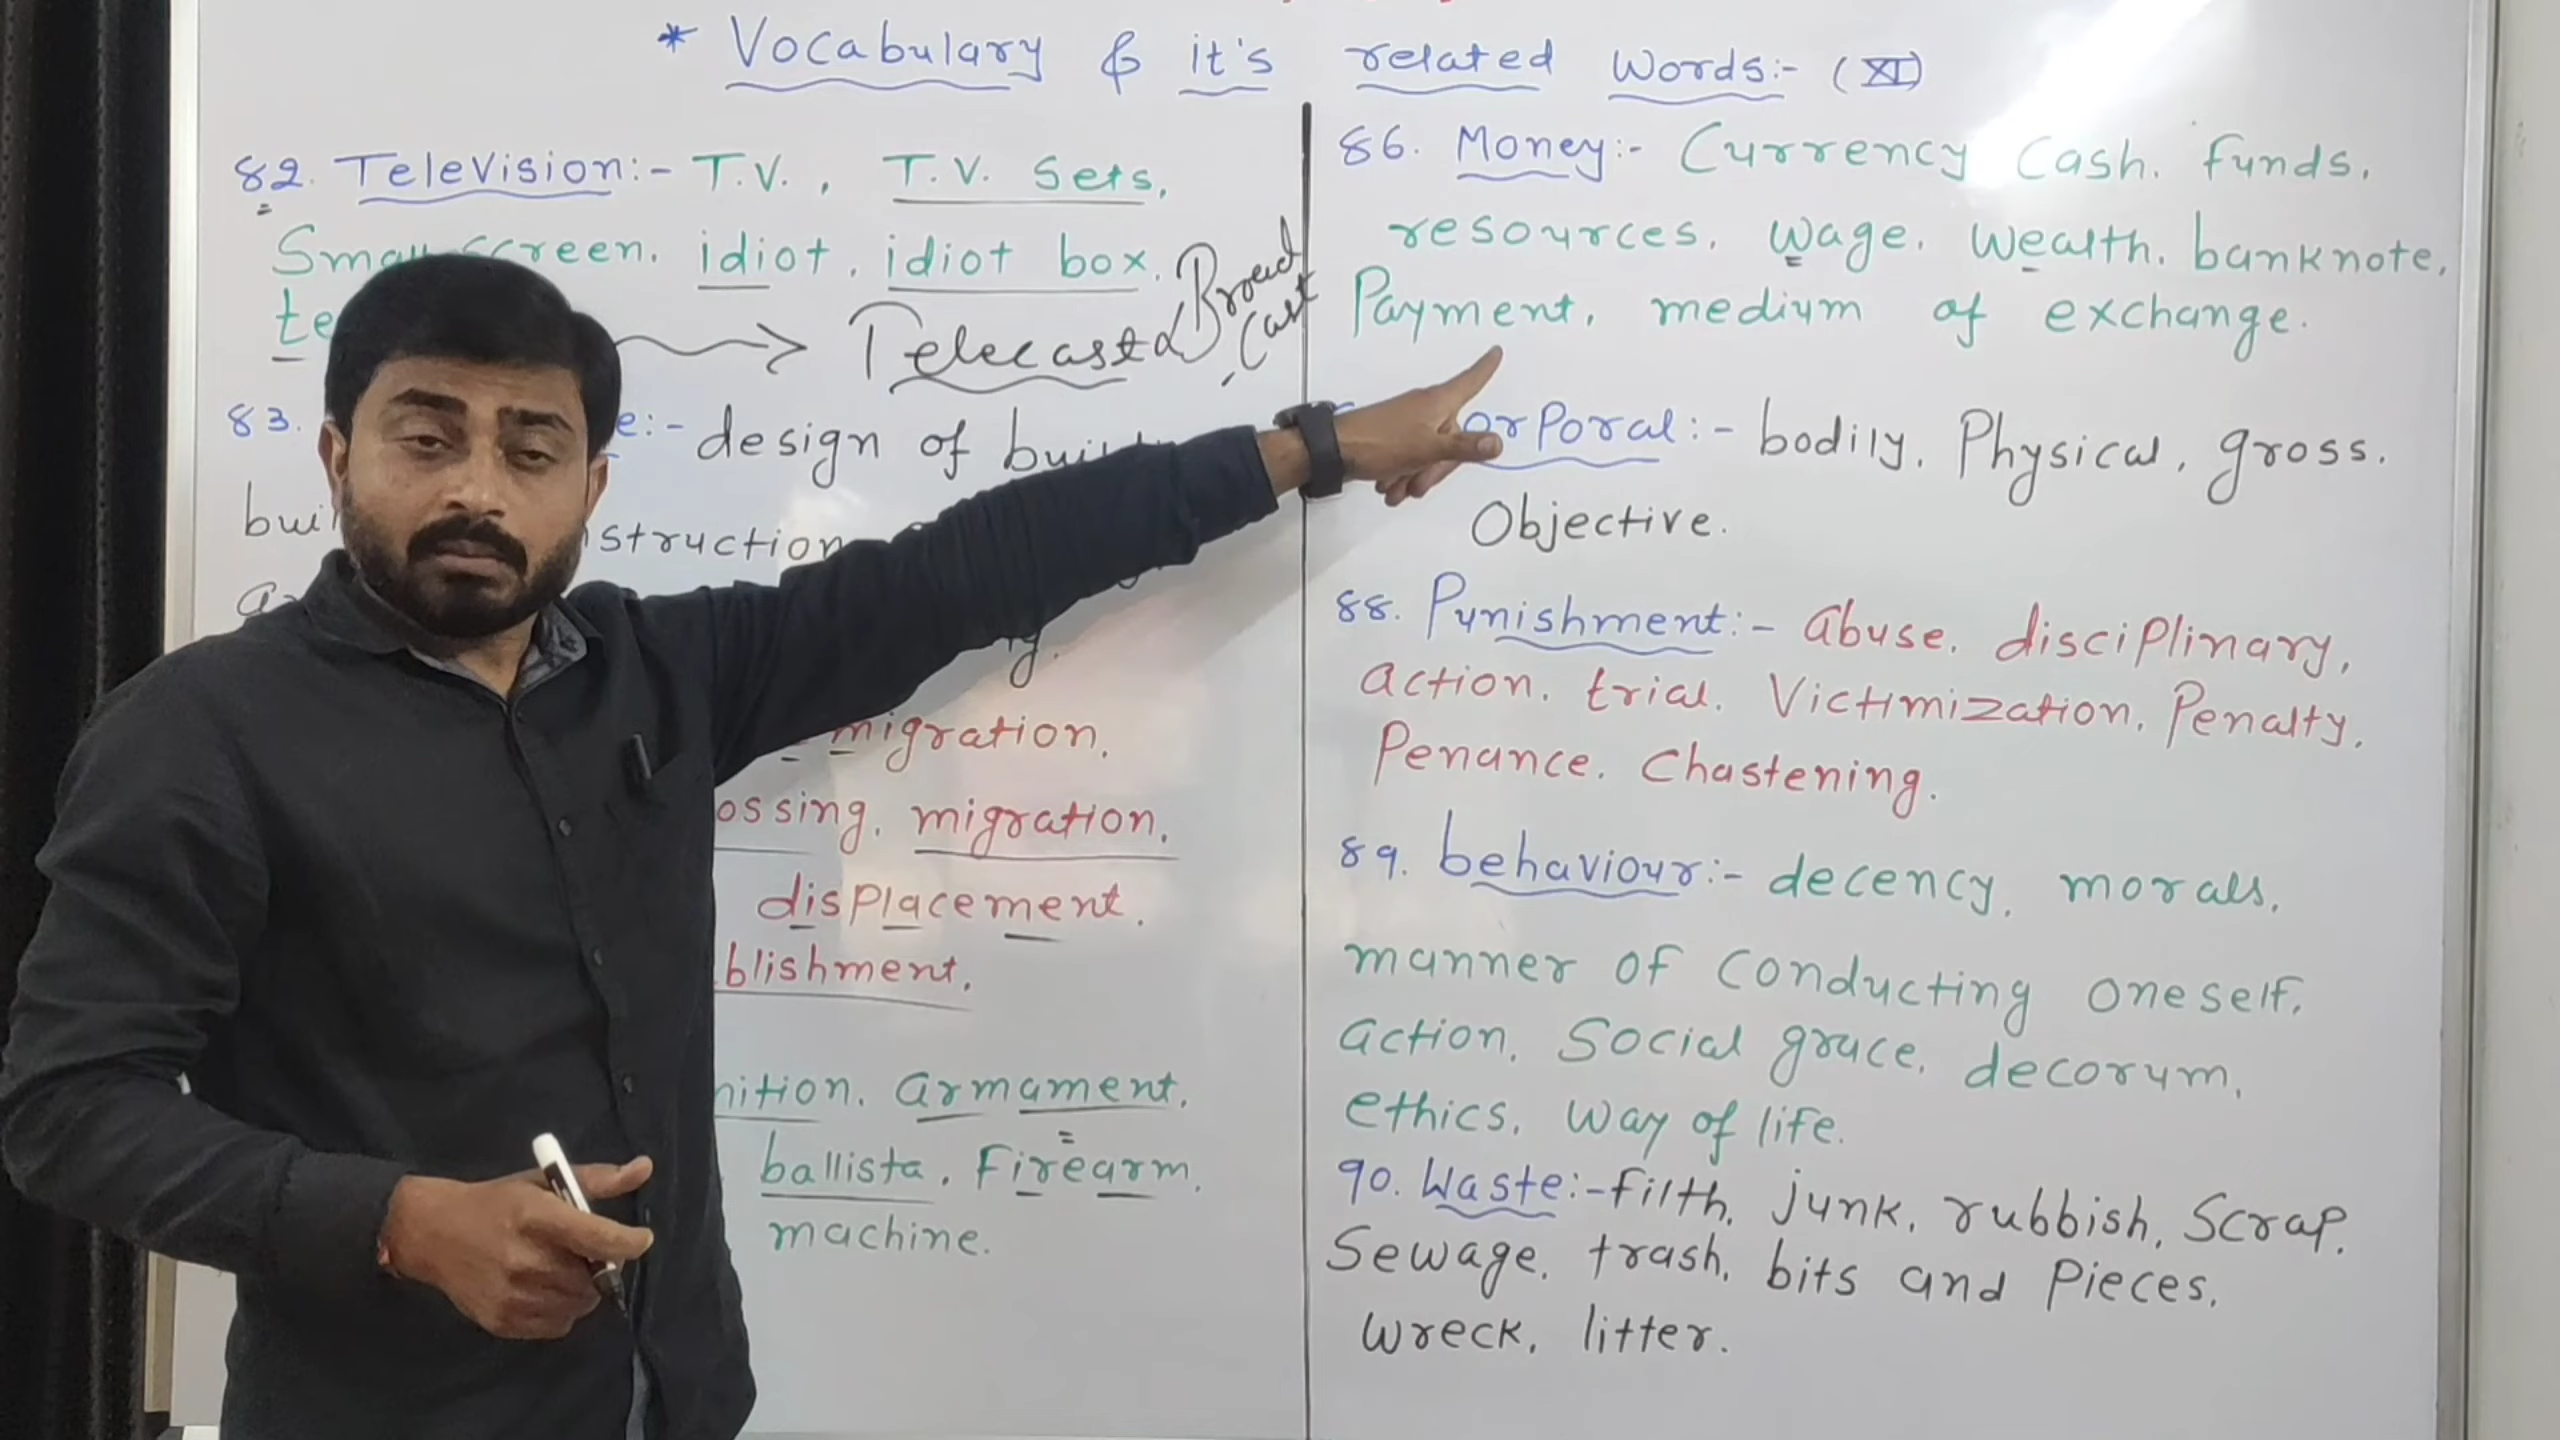 * Vocabulary & it's related Words:- (XI)
82. Television:- T.V., T.V. Sets,
Small screen, idiot, idiot box,
Telecast
Broad
Cast
83.
design of
struction
migration,
ossing, migration,
displacement,
blishment,
nition, armament,
ballista, Firearm,
machine.
86. Money:- Currency Cash, funds,
resources, wage, wealth, banknote,
Payment, medium of exchange.
orporal:- bodily, Physical, gross,
Objective.
88. Punishment:- abuse, disciplinary,
action, trial, Victimization, Penalty,
Penance, Chastening.
89. behaviour:- decency, morals,
manner of conducting oneself,
action, Social grace, decorum,
ethics, way of life.
90. Waste:- filth, junk, rubbish, Scrap,
Sewage, trash, bits and Pieces,
wreck, litter.